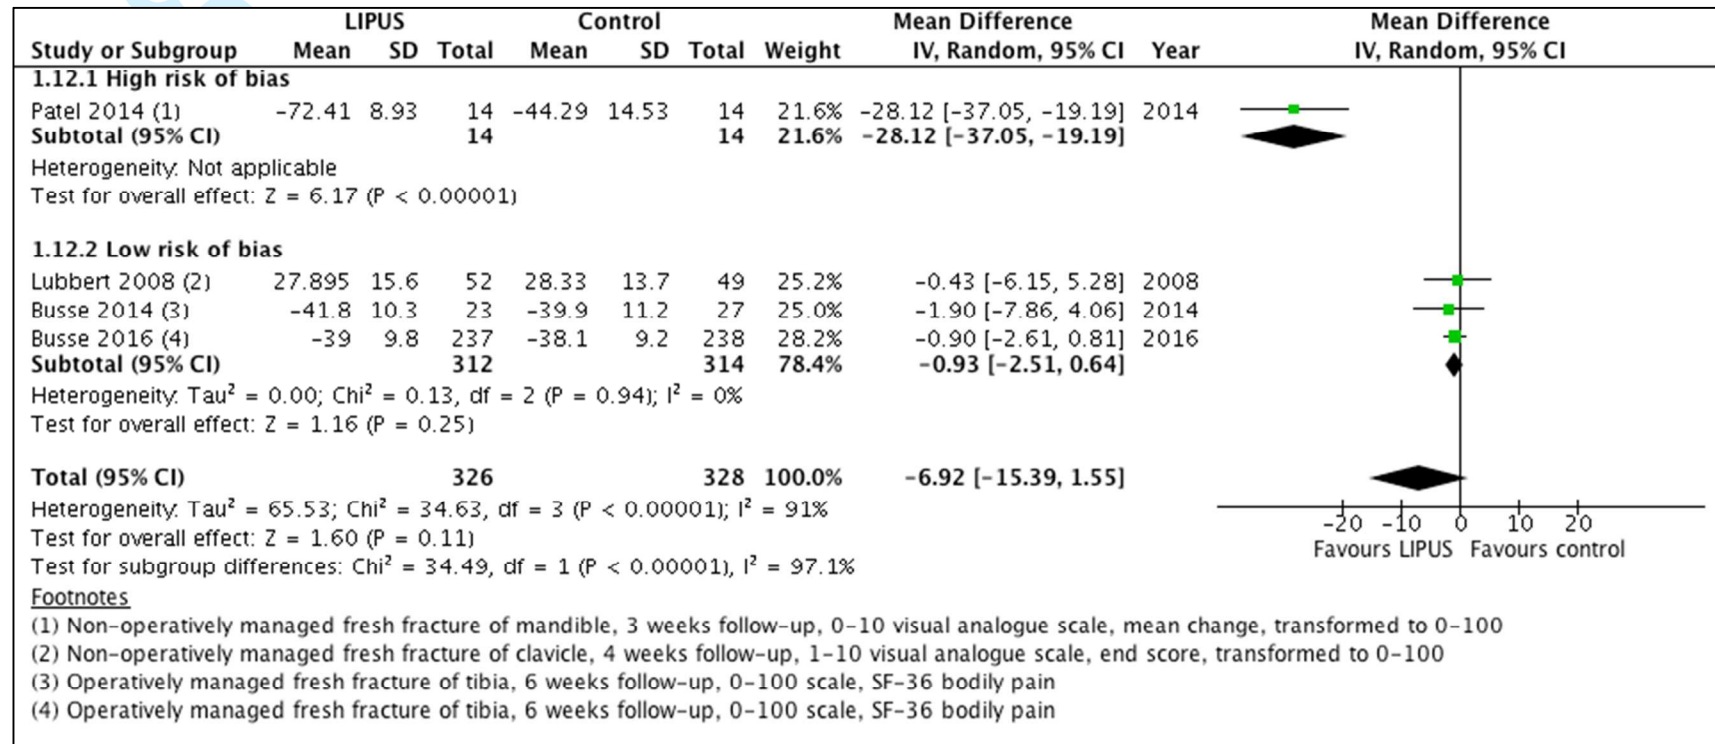 LIPUS Control Mean Difference Mean Difference
Study or Subgroup Mean SD Total Mean SD Total Weight IV, Random, 95% CI Year IV, Random, 95% CI
1.12.1 High risk of bias
Patel 2014 (1) −72.41 8.93 14 −44.29 14.53 14 21.6% −28.12 [−37.05, −19.19] 2014
Subtotal (95% CI) 14 14 21.6% −28.12 [−37.05, −19.19]
Heterogeneity: Not applicable
Test for overall effect: Z = 6.17 (P < 0.00001)
1.12.2 Low risk of bias
Lubbert 2008 (2) 27.895 15.6 52 28.33 13.7 49 25.2% −0.43 [−6.15, 5.28] 2008
Busse 2014 (3) −41.8 10.3 23 −39.9 11.2 27 25.0% −1.90 [−7.86, 4.06] 2014
Busse 2016 (4) −39 9.8 237 −38.1 9.2 238 28.2% −0.90 [−2.61, 0.81] 2016
Subtotal (95% CI) 312 314 78.4% −0.93 [−2.51, 0.64]
Heterogeneity: Tau² = 0.00; Chi² = 0.13, df = 2 (P = 0.94); I² = 0%
Test for overall effect: Z = 1.16 (P = 0.25)
Total (95% CI) 326 328 100.0% −6.92 [−15.39, 1.55]
Heterogeneity: Tau² = 65.53; Chi² = 34.63, df = 3 (P < 0.00001); I² = 91%
Test for overall effect: Z = 1.60 (P = 0.11)
Test for subgroup differences: Chi² = 34.49, df = 1 (P < 0.00001), I² = 97.1%
−20 −10 0 10 20
Favours LIPUS Favours control
Footnotes
(1) Non-operatively managed fresh fracture of mandible, 3 weeks follow-up, 0-10 visual analogue scale, mean change, transformed to 0-100
(2) Non-operatively managed fresh fracture of clavicle, 4 weeks follow-up, 1-10 visual analogue scale, end score, transformed to 0-100
(3) Operatively managed fresh fracture of tibia, 6 weeks follow-up, 0-100 scale, SF-36 bodily pain
(4) Operatively managed fresh fracture of tibia, 6 weeks follow-up, 0-100 scale, SF-36 bodily pain